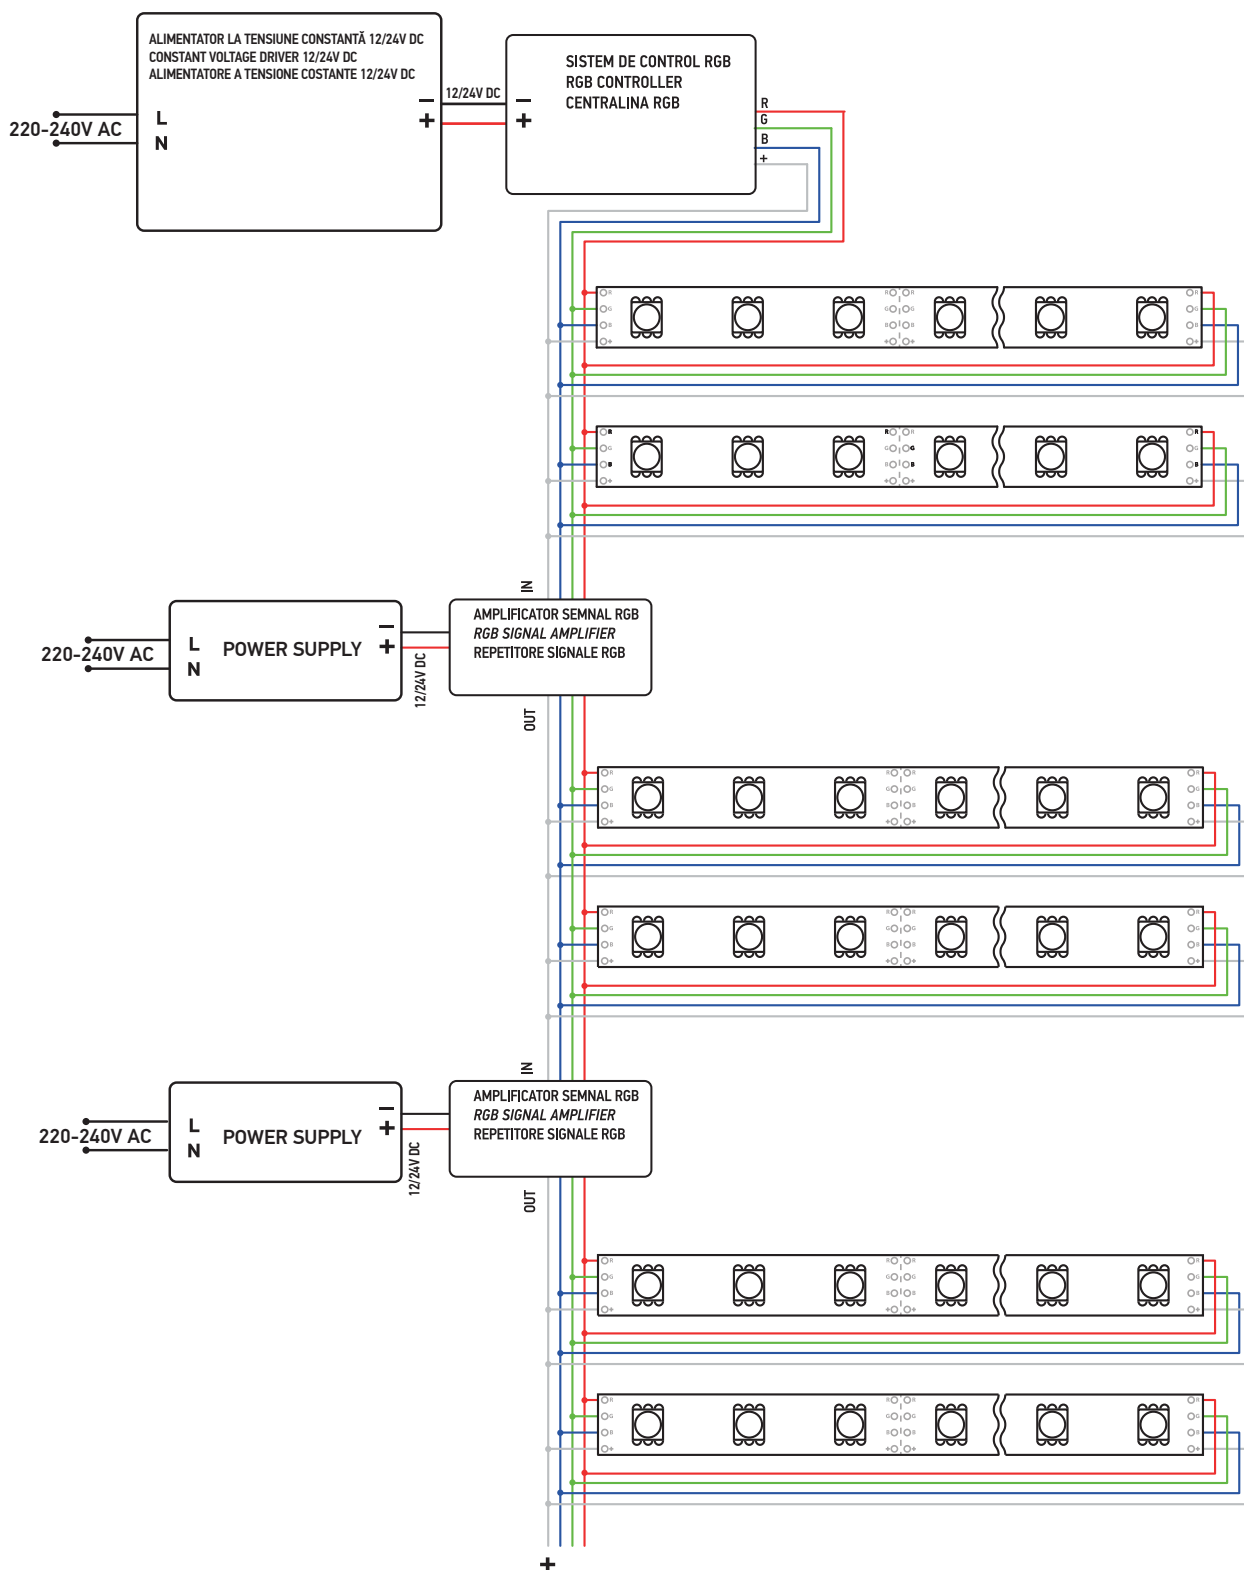 ALIMENTATOR LA TENSIUNE CONSTANTĂ 12/24V DC
CONSTANT VOLTAGE DRIVER 12/24V DC
ALIMENTATORE A TENSIONE COSTANTE 12/24V DC
220-240V AC
L
N
−
+
12/24V DC
−
+
SISTEM DE CONTROL RGB
RGB CONTROLLER
CENTRALINA RGB
R
G
B
+
R R R R
G G G G
B B B B
+ + + +
R R R R
G G G G
B B B B
+ + + +
IN
220-240V AC
L
N
POWER SUPPLY
−
+
12/24V DC
AMPLIFICATOR SEMNAL RGB
RGB SIGNAL AMPLIFIER
REPETITORE SIGNALE RGB
OUT
R R R R
G G G G
B B B B
+ + + +
R R R R
G G G G
B B B B
+ + + +
IN
220-240V AC
L
N
POWER SUPPLY
−
+
12/24V DC
AMPLIFICATOR SEMNAL RGB
RGB SIGNAL AMPLIFIER
REPETITORE SIGNALE RGB
OUT
R R R R
G G G G
B B B B
+ + + +
R R R R
G G G G
B B B B
+ + + +
+